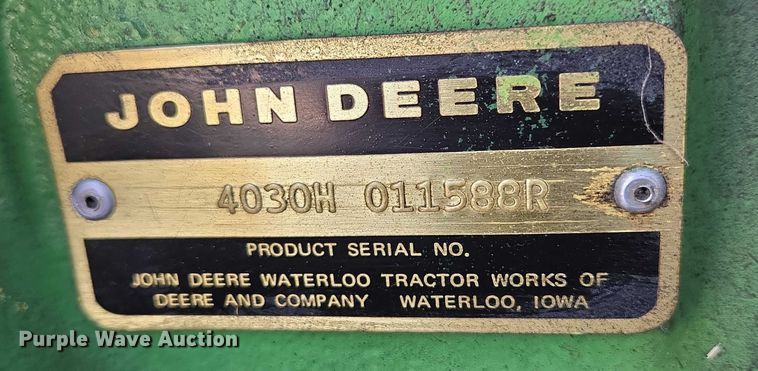 JOHN DEERE
4030H 011588R
PRODUCT SERIAL NO.
JOHN DEERE WATERLOO TRACTOR WORKS OF
DEERE AND COMPANY WATERLOO, IOWA
Purple Wave Auction